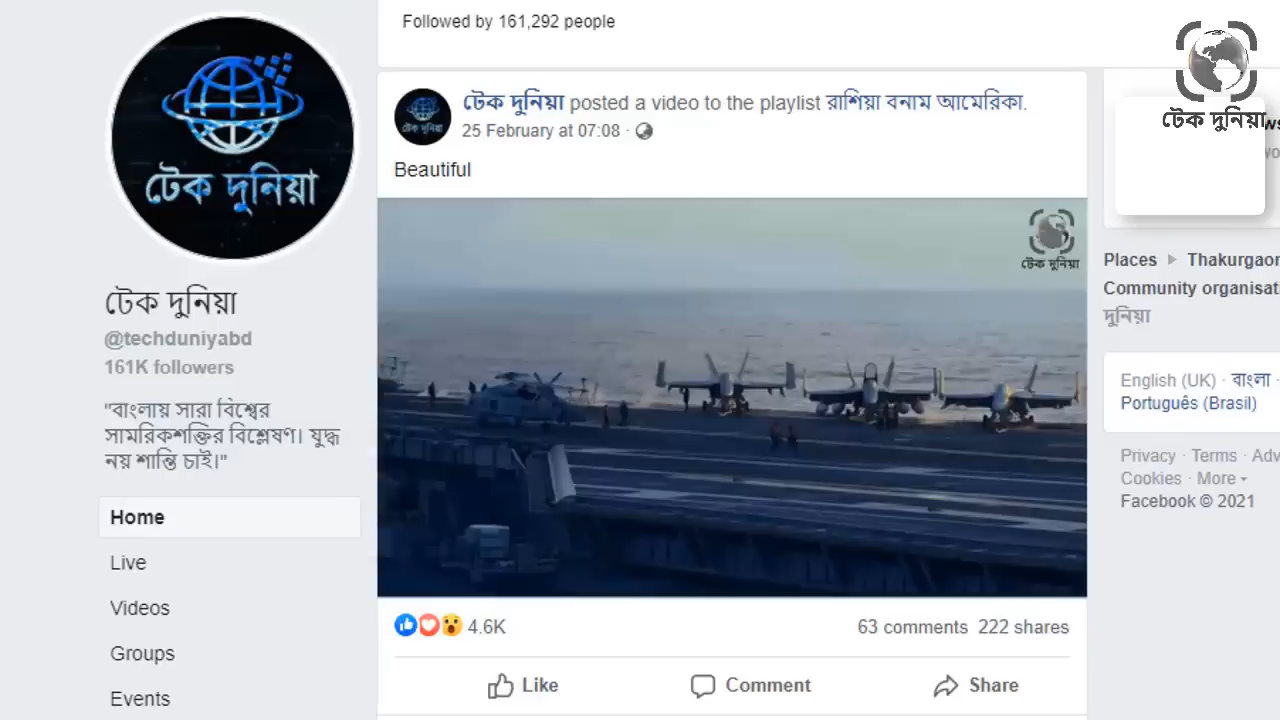 Followed by 161,292 people
টেক দুনিয়া
টেক দুনিয়া posted a video to the playlist রাশিয়া বনাম আমেরিকা.
25 February at 07:08 ·
টেক দুনিয়া
Beautiful
টেক দুনিয়া
টেক দুনিয়া
টেক দুনিয়া
@techduniyabd
161K followers
"বাংলায় সারা বিশ্বের
সামরিকশক্তির বিশ্লেষণ। যুদ্ধ
নয় শান্তি চাই।"
Home
Live
Videos
Groups
Events
4.6K
63 comments 222 shares
Like
Comment
Share
Places
Thakurgaon
Community organisat
দুনিয়া
English (UK) · বাংলা ·
Português (Brasil)
Privacy · Terms · Adv
Cookies · More
Facebook © 2021